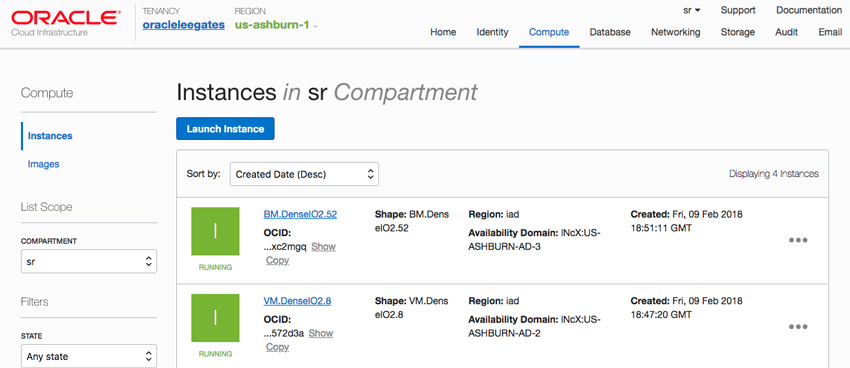 ORACLE®
Cloud Infrastructure
TENANCY
oracleleegates
REGION
us-ashburn-1
sr Support Documentation
Home Identity Compute Database Networking Storage Audit Email
Compute
Instances
Images
List Scope
COMPARTMENT
sr
Filters
STATE
Any state
Instances in sr Compartment
Launch Instance
Sort by: Created Date (Desc)
Displaying 4 Instances
I
RUNNING
BM.DenseIO2.52
OCID:
...xc2mgq Show
Copy
Shape: BM.Dens
eIO2.52
Region: iad
Availability Domain: INcX:US-
ASHBURN-AD-3
Created: Fri, 09 Feb 2018
18:51:11 GMT
I
RUNNING
VM.DenseIO2.8
OCID:
...572d3a Show
Copy
Shape: VM.Dens
eIO2.8
Region: iad
Availability Domain: INcX:US-
ASHBURN-AD-2
Created: Fri, 09 Feb 2018
18:47:20 GMT